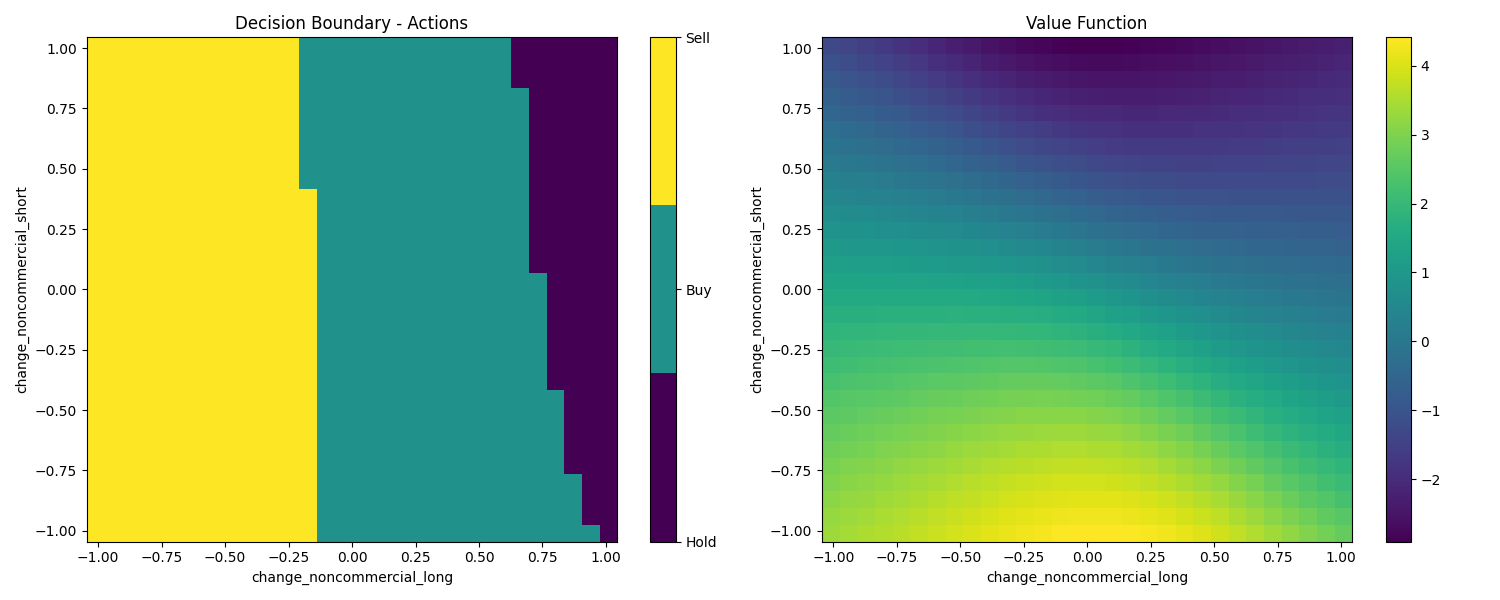 Decision Boundary - Actions
1.00
0.75
0.50
0.25
0.00
−0.25
−0.50
−0.75
−1.00
change_noncommercial_short
−1.00 −0.75 −0.50 −0.25 0.00 0.25 0.50 0.75 1.00
change_noncommercial_long
Sell
Buy
Hold
Value Function
1.00
0.75
0.50
0.25
0.00
−0.25
−0.50
−0.75
−1.00
change_noncommercial_short
−1.00 −0.75 −0.50 −0.25 0.00 0.25 0.50 0.75 1.00
change_noncommercial_long
4
3
2
1
0
−1
−2